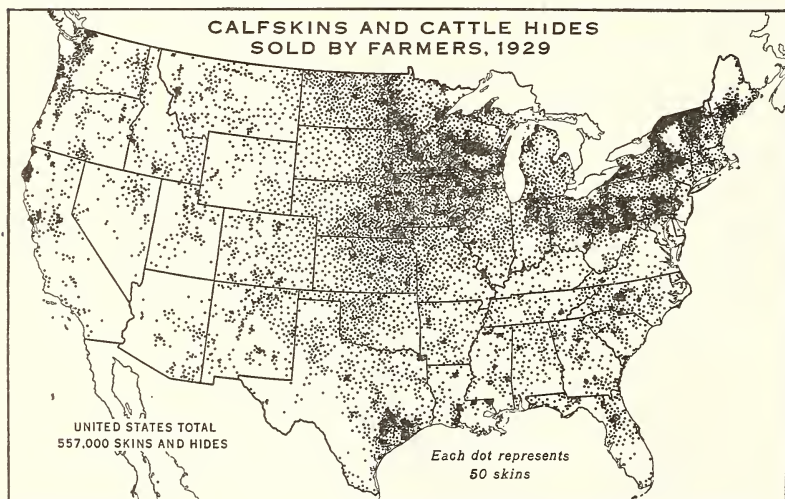 CALFSKINS AND CATTLE HIDES
SOLD BY FARMERS, 1929
UNITED STATES TOTAL
557,000 SKINS AND HIDES
Each dot represents
50 skins